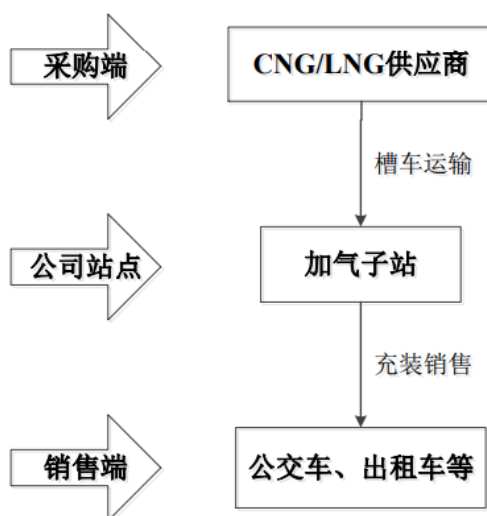 采购端
CNG/LNG供应商
槽车运输
公司站点
加气子站
充装销售
销售端
公交车、出租车等